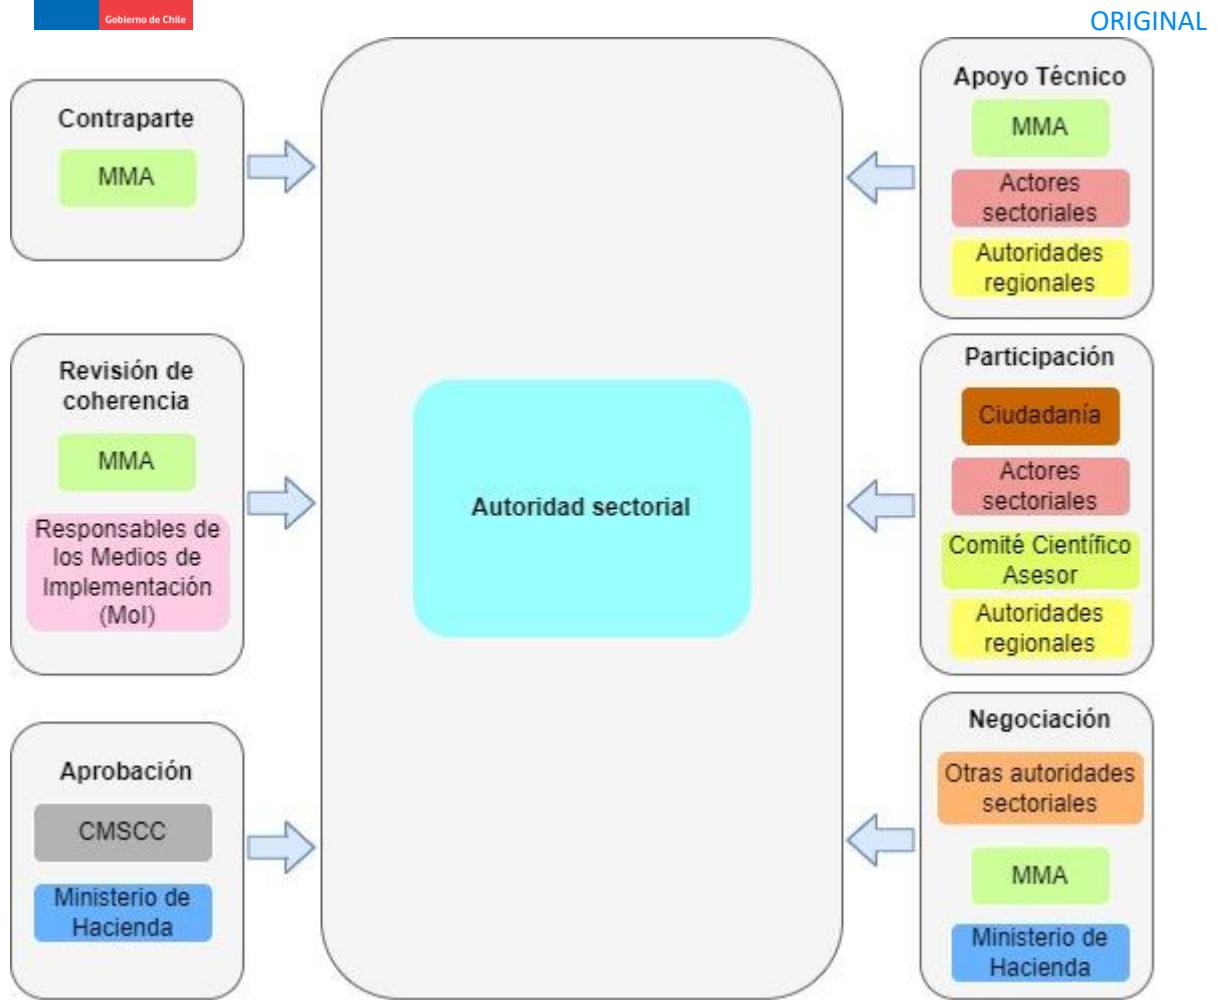 Gobierno de Chile
ORIGINAL
Contraparte
MMA
Revisión de
coherencia
MMA
Responsables de
los Medios de
Implementación
(MoI)
Aprobación
CMSCC
Ministerio de
Hacienda
Autoridad sectorial
Apoyo Técnico
MMA
Actores
sectoriales
Autoridades
regionales
Participación
Ciudadanía
Actores
sectoriales
Comité Científico
Asesor
Autoridades
regionales
Negociación
Otras autoridades
sectoriales
MMA
Ministerio de
Hacienda